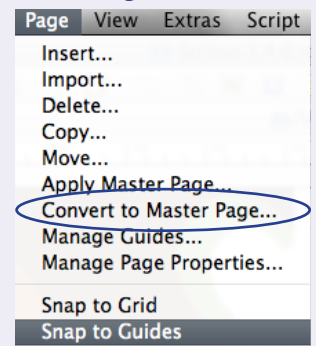 Page View Extras Script
Insert...
Import...
Delete...
Copy...
Move...
Apply Master Page...
Convert to Master Page...
Manage Guides...
Manage Page Properties...
Snap to Grid
Snap to Guides